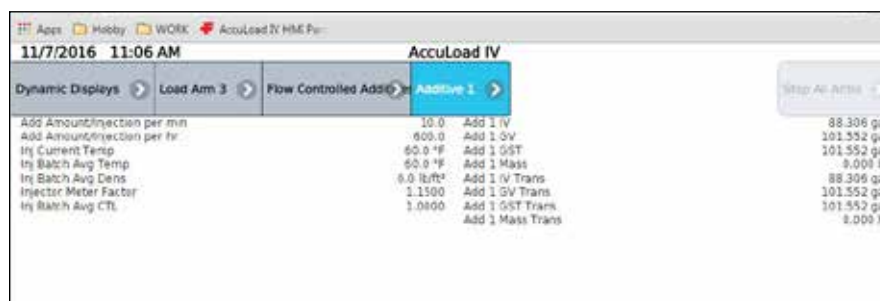 Apps Hobby WORK AccuLoad IV HMI Pa
11/7/2016 11:06 AM AccuLoad IV
Dynamic Displays Load Arm 3 Flow Controlled Additive Additive 1 Stop All Arms
Add Amount/Injection per min 10.0 Add 1 IV 88.306 ga
Add Amount/Injection per hr 600.0 Add 1 GV 101.552 ga
Inj Current Temp 60.0 °F Add 1 GST 101.552 ga
Inj Batch Avg Temp 60.0 °F Add 1 Mass 0.000 l
Inj Batch Avg Dens 0.0 lb/ft³ Add 1 IV Trans 88.306 ga
Injector Meter Factor 1.1500 Add 1 GV Trans 101.552 ga
Inj Batch Avg CTL 1.0000 Add 1 GST Trans 101.552 ga
Add 1 Mass Trans 0.000 l